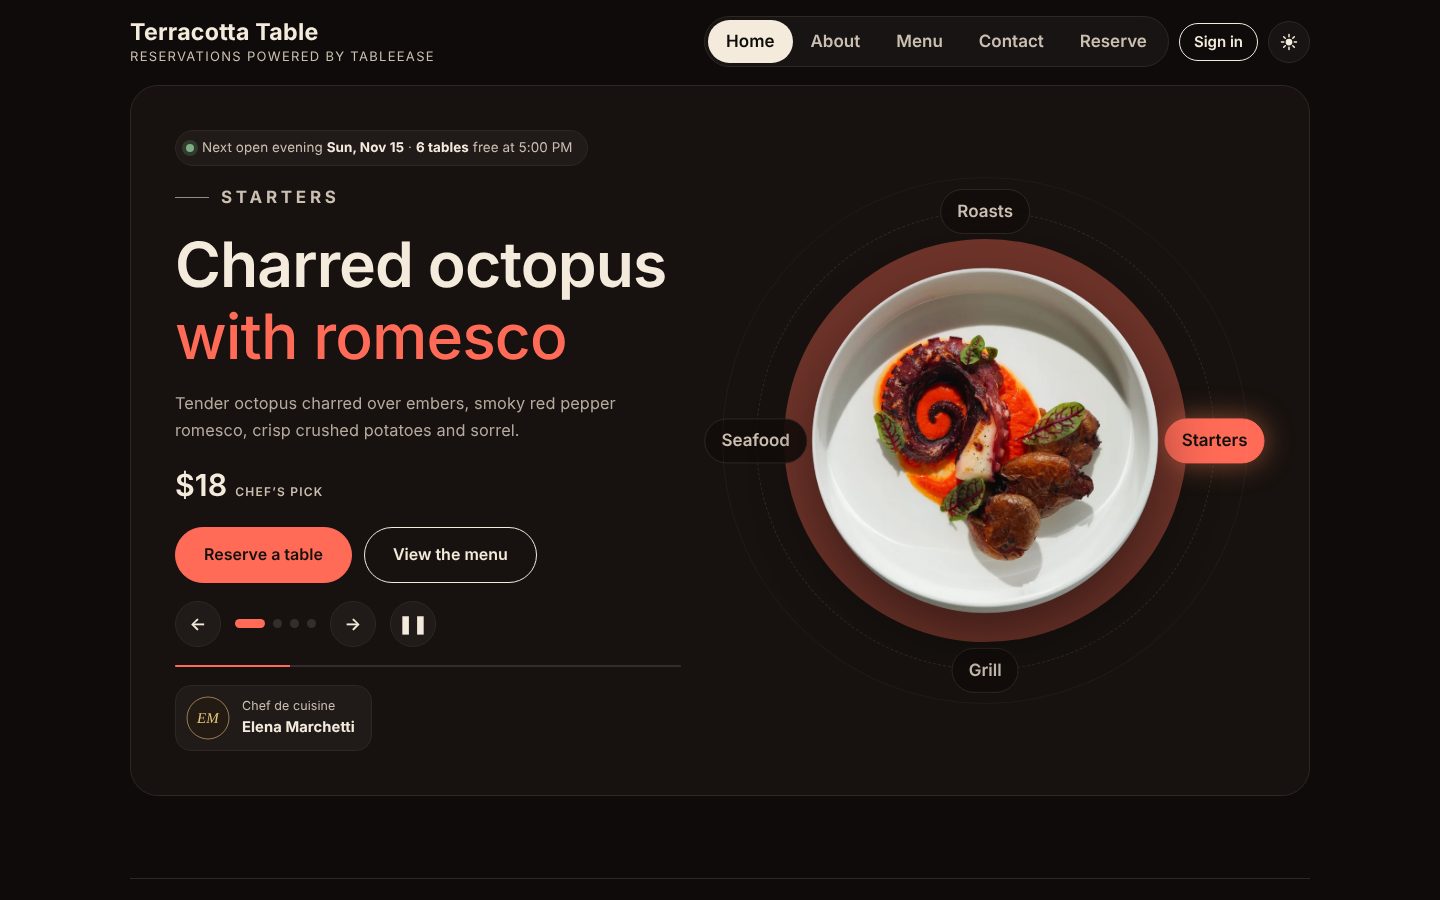 Terracotta Table
RESERVATIONS POWERED BY TABLEEASE
Home
About
Menu
Contact
Reserve
Sign in
Next open evening Sun, Nov 15 · 6 tables free at 5:00 PM
STARTERS
Charred octopus
with romesco
Tender octopus charred over embers, smoky red pepper
romesco, crisp crushed potatoes and sorrel.
$18 CHEF’S PICK
Reserve a table
View the menu
EM
Chef de cuisine
Elena Marchetti
Roasts
Seafood
Starters
Grill